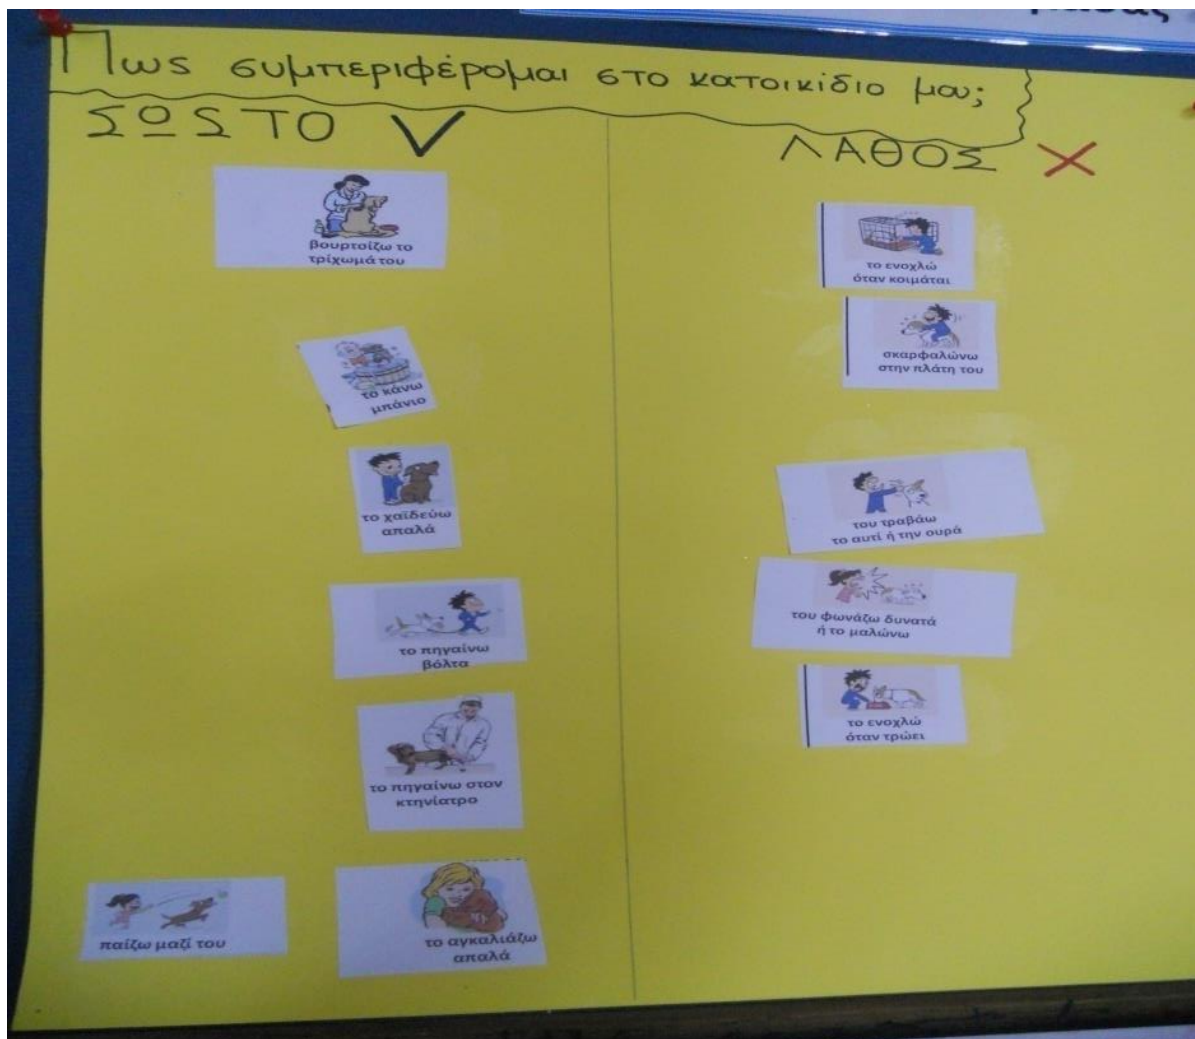 Πως συμπεριφέρομαι στο κατοικίδιο μου;
ΣΩΣΤΟ ✓
βουρτσίζω το
τρίχωμά του
το κάνω
μπάνιο
το χαϊδεύω
απαλά
το πηγαίνω
βόλτα
το πηγαίνω στον
κτηνίατρο
παίζω μαζί του
το αγκαλιάζω
απαλά
ΛΑΘΟΣ ✗
το ενοχλώ
όταν κοιμάται
σκαρφαλώνω
στην πλάτη του
του τραβάω
το αυτί ή την ουρά
του φωνάζω δυνατά
ή το μαλώνω
το ενοχλώ
όταν τρώει